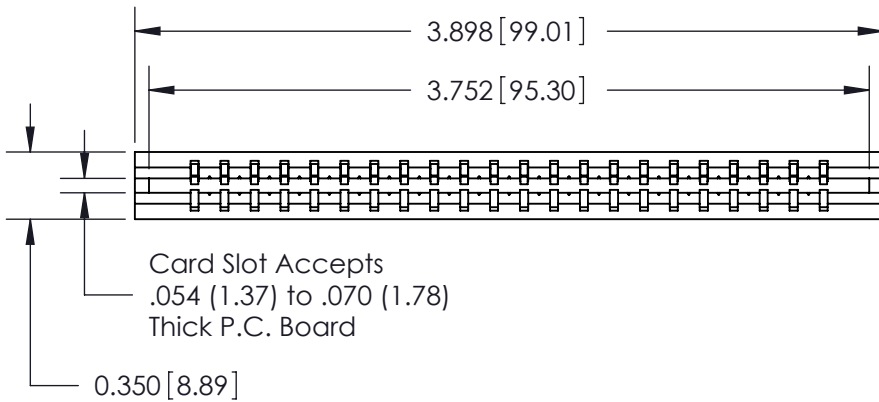 3.898[99.01]
3.752[95.30]
Card Slot Accepts
.054 (1.37) to .070 (1.78)
Thick P.C. Board
0.350[8.89]